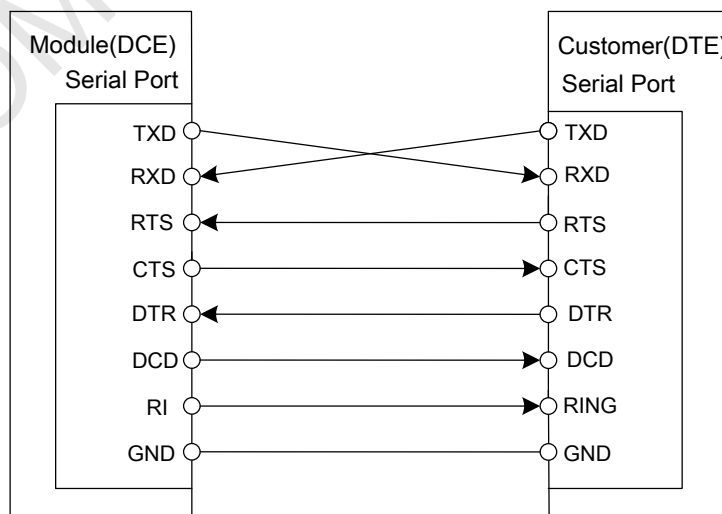 Module(DCE)
Serial Port
Customer(DTE)
Serial Port
TXD TXD
RXD RXD
RTS RTS
CTS CTS
DTR DTR
DCD DCD
RI RING
GND GND